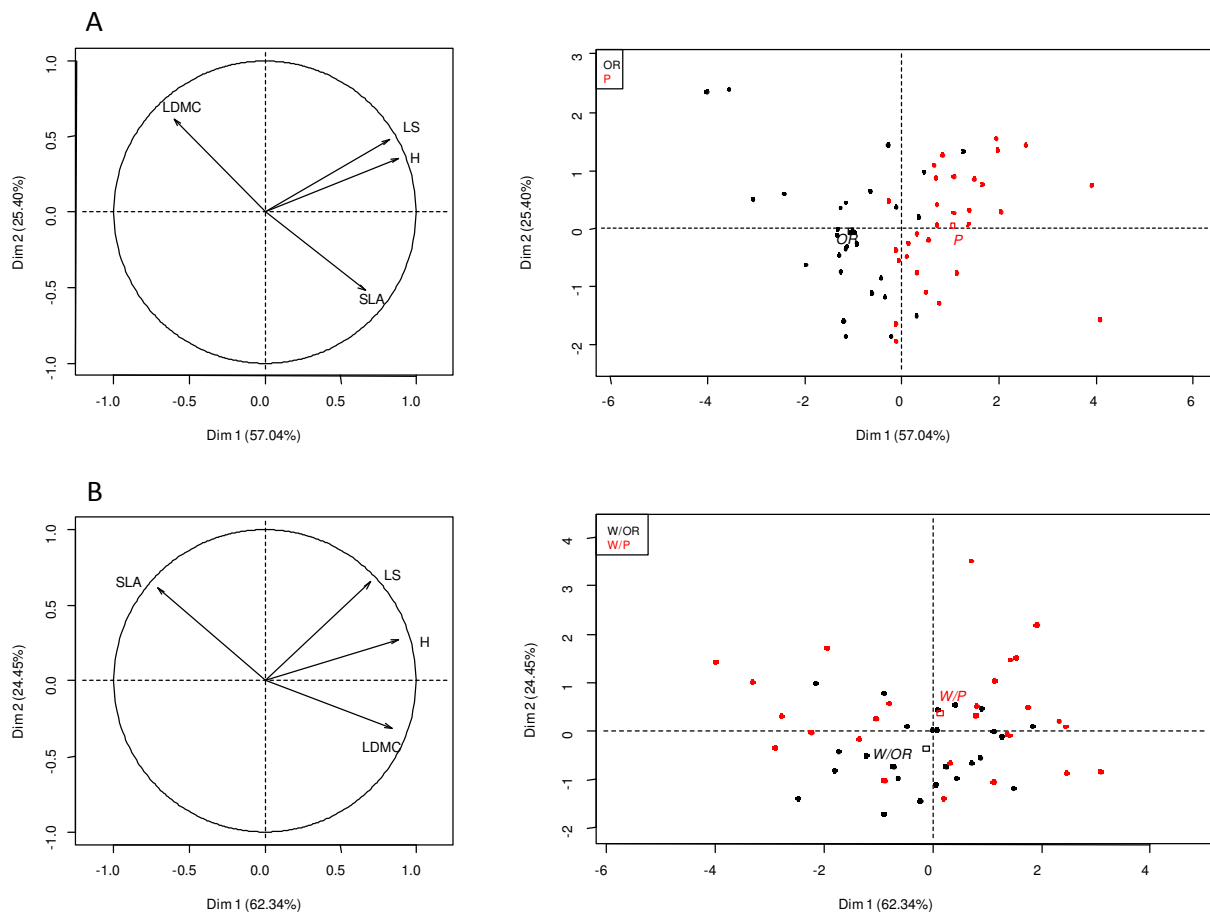 A
1.0
0.5
0.0
-0.5
-1.0
Dim 2 (25.40%)
LDMC
LS
H
SLA
-1.0 -0.5 0.0 0.5 1.0
Dim 1 (57.04%)
3
2
1
0
-1
-2
Dim 2 (25.40%)
OR
P
OR
P
-6 -4 -2 0 2 4 6
Dim 1 (57.04%)
B
1.0
0.5
0.0
-0.5
-1.0
Dim 2 (24.45%)
SLA
LS
H
LDMC
-1.0 -0.5 0.0 0.5 1.0
Dim 1 (62.34%)
4
3
2
1
0
-1
-2
Dim 2 (24.45%)
W/OR
W/P
W/P
W/OR
-6 -4 -2 0 2 4
Dim 1 (62.34%)